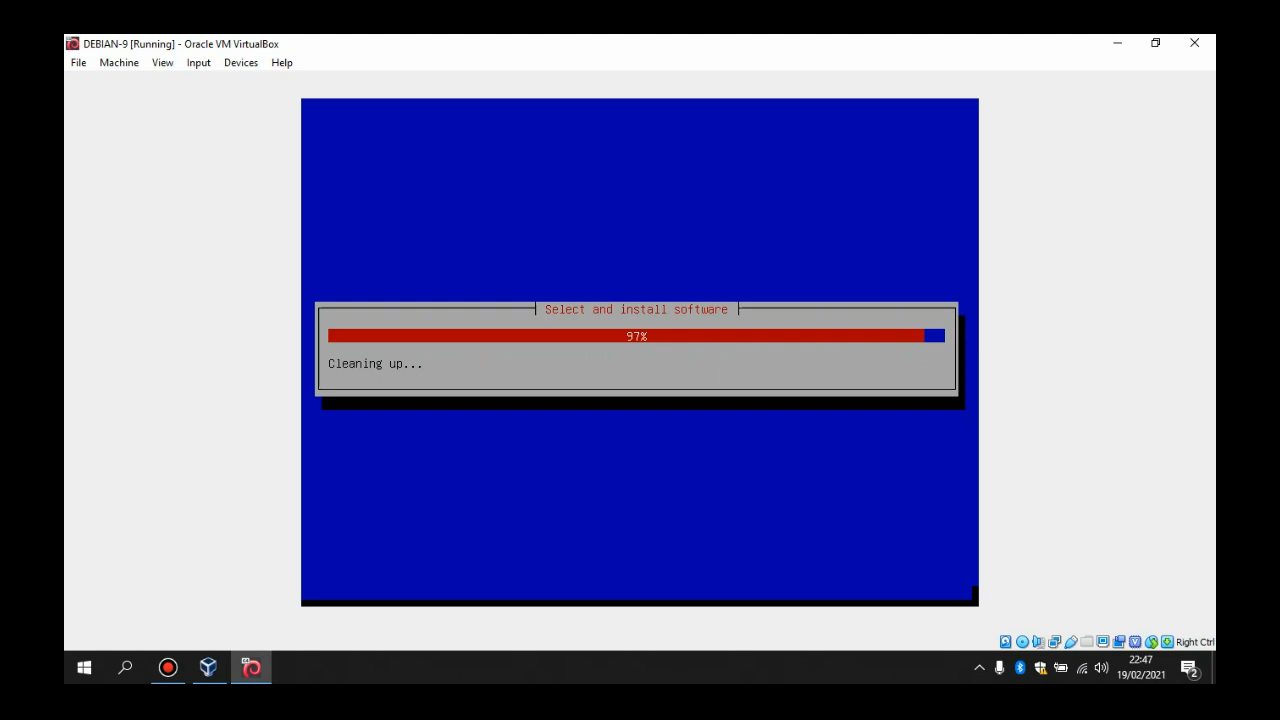 DEBIAN-9 [Running] - Oracle VM VirtualBox
File Machine View Input Devices Help
Select and install software
97%
Cleaning up...
Right Ctrl
22:47
19/02/2021
2